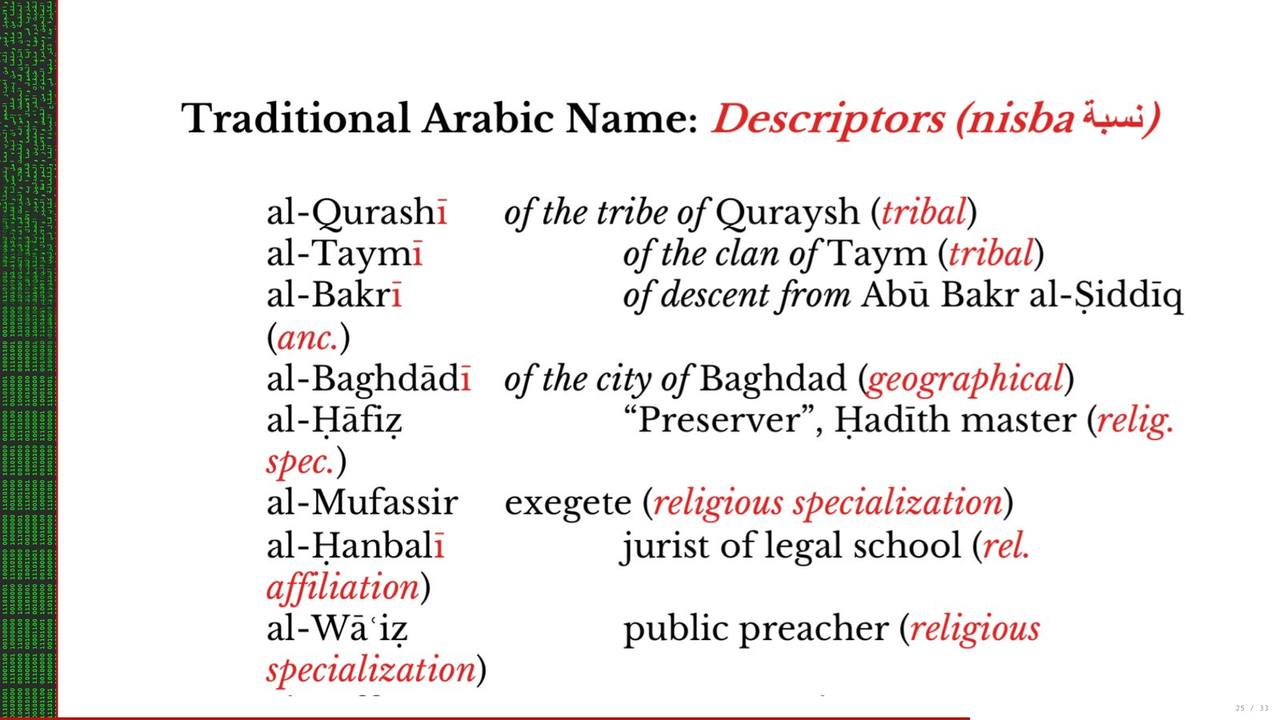 Traditional Arabic Name: Descriptors (nisba نسبة)
al-Qurashī of the tribe of Quraysh (tribal)
al-Taymī of the clan of Taym (tribal)
al-Bakrī of descent from Abū Bakr al-Ṣiddīq
(anc.)
al-Baghdādī of the city of Baghdad (geographical)
al-Ḥāfiẓ “Preserver”, Ḥadīth master (relig.
spec.)
al-Mufassir exegete (religious specialization)
al-Ḥanbalī jurist of legal school (rel.
affiliation)
al-Wāʿiẓ public preacher (religious
specialization)
25 / 33